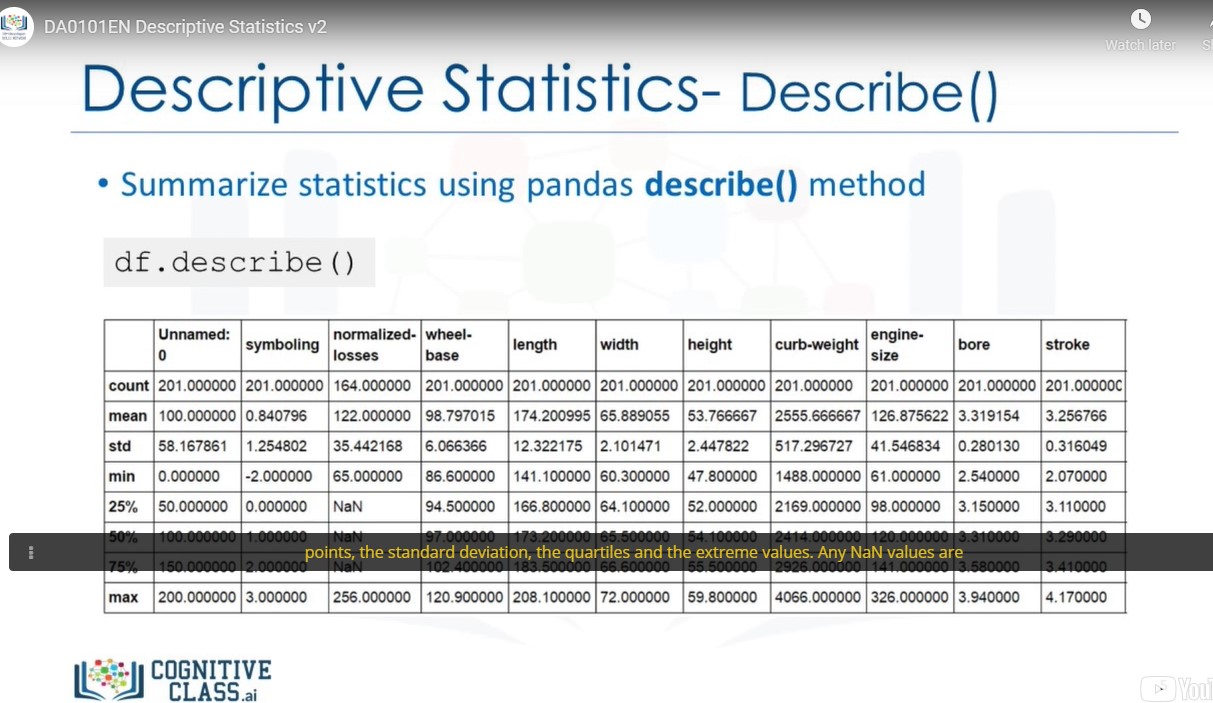 DA0101EN Descriptive Statistics v2
Watch later
Descriptive Statistics- Describe()
• Summarize statistics using pandas describe() method
df.describe()
Unnamed: 0 symboling normalized-losses wheel-base length width height curb-weight engine-size bore stroke
count 201.000000 201.000000 164.000000 201.000000 201.000000 201.000000 201.000000 201.000000 201.000000 201.000000 201.000000
mean 100.000000 0.840796 122.000000 98.797015 174.200995 65.889055 53.766667 2555.666667 126.875622 3.319154 3.256766
std 58.167861 1.254802 35.442168 6.066366 12.322175 2.101471 2.447822 517.296727 41.546834 0.280130 0.316049
min 0.000000 -2.000000 65.000000 86.600000 141.100000 60.300000 47.800000 1488.000000 61.000000 2.540000 2.070000
25% 50.000000 0.000000 NaN 94.500000 166.800000 64.100000 52.000000 2169.000000 98.000000 3.150000 3.110000
50% 100.000000 1.000000 NaN 97.000000 173.200000 65.500000 54.100000 2414.000000 120.000000 3.310000 3.290000
points, the standard deviation, the quartiles and the extreme values. Any NaN values are
75% 150.000000 2.000000 NaN 102.400000 183.500000 66.600000 55.500000 2926.000000 141.000000 3.580000 3.410000
max 200.000000 3.000000 256.000000 120.900000 208.100000 72.000000 59.800000 4066.000000 326.000000 3.940000 4.170000
COGNITIVE
CLASS.ai